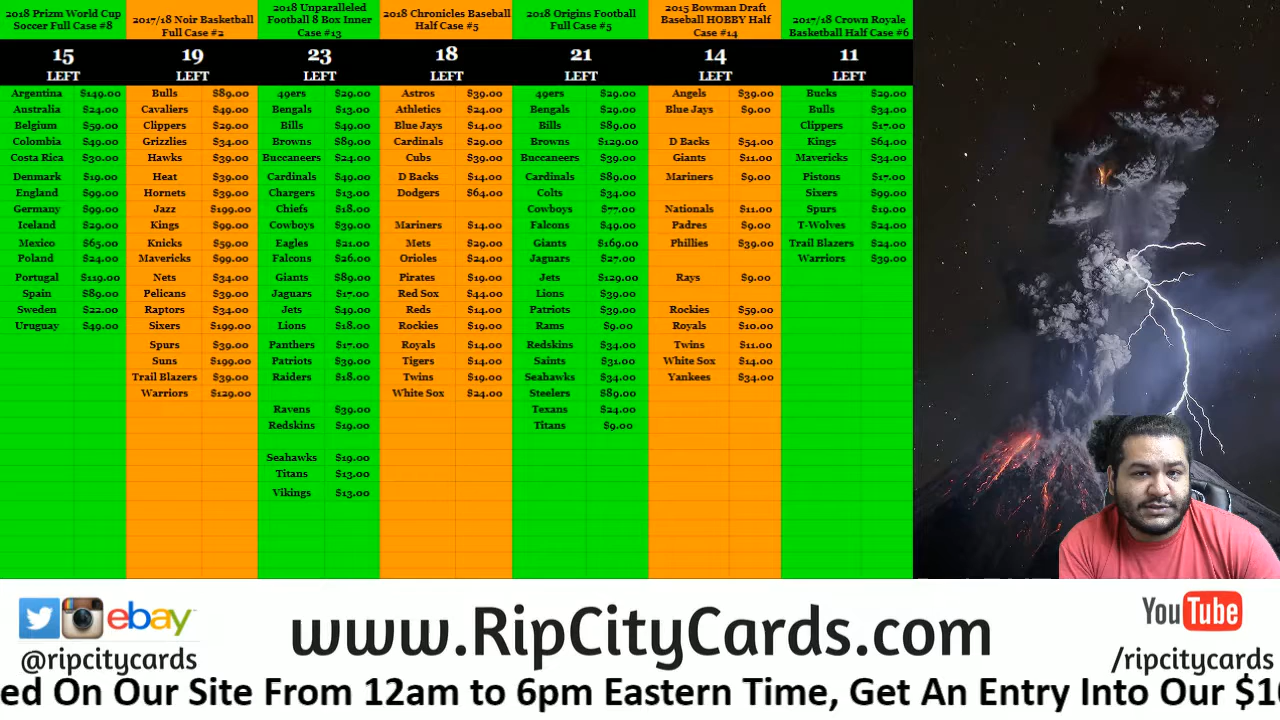 2018 Prizm World Cup
Soccer Full Case #8
15
LEFT
Argentina $149.00
Australia $24.00
Belgium $59.00
Colombia $49.00
Costa Rica $30.00
Denmark $19.00
England $99.00
Germany $99.00
Iceland $29.00
Mexico $65.00
Poland $24.00
Portugal $119.00
Spain $89.00
Sweden $22.00
Uruguay $49.00
2017/18 Noir Basketball
Full Case #2
19
LEFT
Bulls $89.00
Cavaliers $49.00
Clippers $29.00
Grizzlies $34.00
Hawks $39.00
Heat $39.00
Hornets $39.00
Jazz $199.00
Kings $99.00
Knicks $59.00
Mavericks $99.00
Nets $34.00
Pelicans $39.00
Raptors $34.00
Sixers $199.00
Spurs $39.00
Suns $199.00
Trail Blazers $39.00
Warriors $129.00
2018 Unparalleled
Football 8 Box Inner
Case #13
23
LEFT
49ers $29.00
Bengals $13.00
Bills $49.00
Browns $89.00
Buccaneers $24.00
Cardinals $49.00
Chargers $13.00
Chiefs $18.00
Cowboys $39.00
Eagles $21.00
Falcons $26.00
Giants $89.00
Jaguars $17.00
Jets $49.00
Lions $18.00
Panthers $17.00
Patriots $39.00
Raiders $18.00
Ravens $39.00
Redskins $19.00
Seahawks $19.00
Titans $13.00
Vikings $13.00
2018 Chronicles Baseball
Half Case #5
18
LEFT
Astros $39.00
Athletics $24.00
Blue Jays $14.00
Cardinals $29.00
Cubs $39.00
D Backs $14.00
Dodgers $64.00
Mariners $14.00
Mets $29.00
Orioles $24.00
Pirates $19.00
Red Sox $44.00
Reds $14.00
Rockies $19.00
Royals $14.00
Tigers $14.00
Twins $19.00
White Sox $24.00
2018 Origins Football
Full Case #5
21
LEFT
49ers $29.00
Bengals $29.00
Bills $89.00
Browns $129.00
Buccaneers $39.00
Cardinals $89.00
Colts $34.00
Cowboys $77.00
Falcons $49.00
Giants $169.00
Jaguars $27.00
Jets $129.00
Lions $39.00
Patriots $39.00
Rams $9.00
Redskins $34.00
Saints $31.00
Seahawks $34.00
Steelers $89.00
Texans $24.00
Titans $9.00
2015 Bowman Draft
Baseball HOBBY Half
Case #14
14
LEFT
Angels $39.00
Blue Jays $9.00
D Backs $54.00
Giants $11.00
Mariners $9.00
Nationals $11.00
Padres $9.00
Phillies $39.00
Rays $9.00
Rockies $59.00
Royals $10.00
Twins $11.00
White Sox $14.00
Yankees $34.00
2017/18 Crown Royale
Basketball Half Case #6
11
LEFT
Bucks $29.00
Bulls $34.00
Clippers $17.00
Kings $64.00
Mavericks $34.00
Pistons $17.00
Sixers $99.00
Spurs $19.00
T-Wolves $24.00
Trail Blazers $24.00
Warriors $39.00
ebay
@ripcitycards
www.RipCityCards.com
YouTube
/ripcitycards
ed On Our Site From 12am to 6pm Eastern Time, Get An Entry Into Our